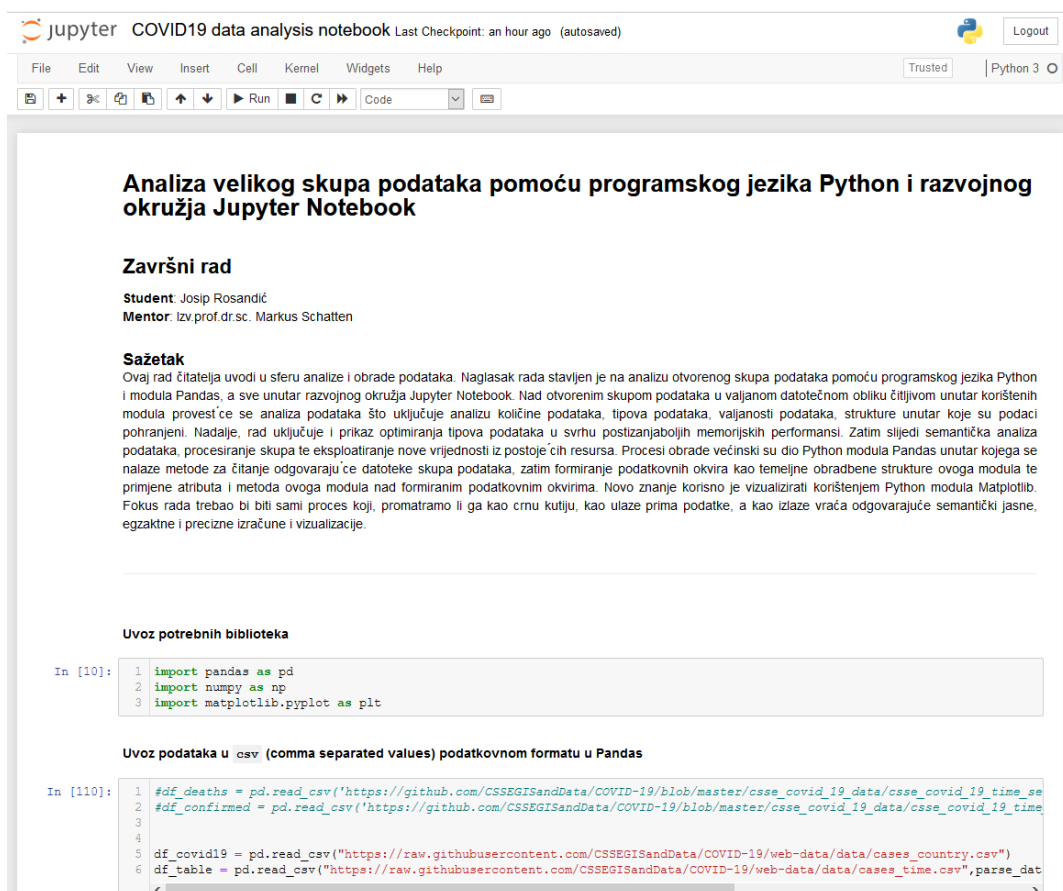 jupyter COVID19 data analysis notebook Last Checkpoint: an hour ago (autosaved) Logout
File Edit View Insert Cell Kernel Widgets Help Trusted Python 3
Run Code
Analiza velikog skupa podataka pomoću programskog jezika Python i razvojnog
okružja Jupyter Notebook
Završni rad
Student: Josip Rosandić
Mentor: Izv.prof.dr.sc. Markus Schatten
Sažetak
Ovaj rad čitatelja uvodi u sferu analize i obrade podataka. Naglasak rada stavljen je na analizu otvorenog skupa podataka pomoću programskog jezika Python
i modula Pandas, a sve unutar razvojnog okružja Jupyter Notebook. Nad otvorenim skupom podataka u valjanom datotečnom obliku čitljivom unutar korištenih
modula provest ́ce se analiza podataka što uključuje analizu količine podataka, tipova podataka, valjanosti podataka, strukture unutar koje su podaci
pohranjeni. Nadalje, rad uključuje i prikaz optimiranja tipova podataka u svrhu postizanjaboljih memorijskih performansi. Zatim slijedi semantička analiza
podataka, procesiranje skupa te eksploatiranje nove vrijednosti iz postoje ́cih resursa. Procesi obrade većinski su dio Python modula Pandas unutar kojega se
nalaze metode za čitanje odgovaraju ́ce datoteke skupa podataka, zatim formiranje podatkovnih okvira kao temeljne obradbene strukture ovoga modula te
primjene atributa i metoda ovoga modula nad formiranim podatkovnim okvirima. Novo znanje korisno je vizualizirati korištenjem Python modula Matplotlib.
Fokus rada trebao bi biti sami proces koji, promatramo li ga kao crnu kutiju, kao ulaze prima podatke, a kao izlaze vraća odgovarajuće semantički jasne,
egzaktne i precizne izračune i vizualizacije.
Uvoz potrebnih biblioteka
In [10]: 1 import pandas as pd
2 import numpy as np
3 import matplotlib.pyplot as plt
Uvoz podataka u csv (comma separated values) podatkovnom formatu u Pandas
In [110]: 1 #df_deaths = pd.read_csv('https://github.com/CSSEGISandData/COVID-19/blob/master/csse_covid_19_data/csse_covid_19_time_se
2 #df_confirmed = pd.read_csv('https://github.com/CSSEGISandData/COVID-19/blob/master/csse_covid_19_data/csse_covid_19_time_
3
4
5 df_covid19 = pd.read_csv("https://raw.githubusercontent.com/CSSEGISandData/COVID-19/web-data/data/cases_country.csv")
6 df_table = pd.read_csv("https://raw.githubusercontent.com/CSSEGISandData/COVID-19/web-data/data/cases_time.csv",parse_dat